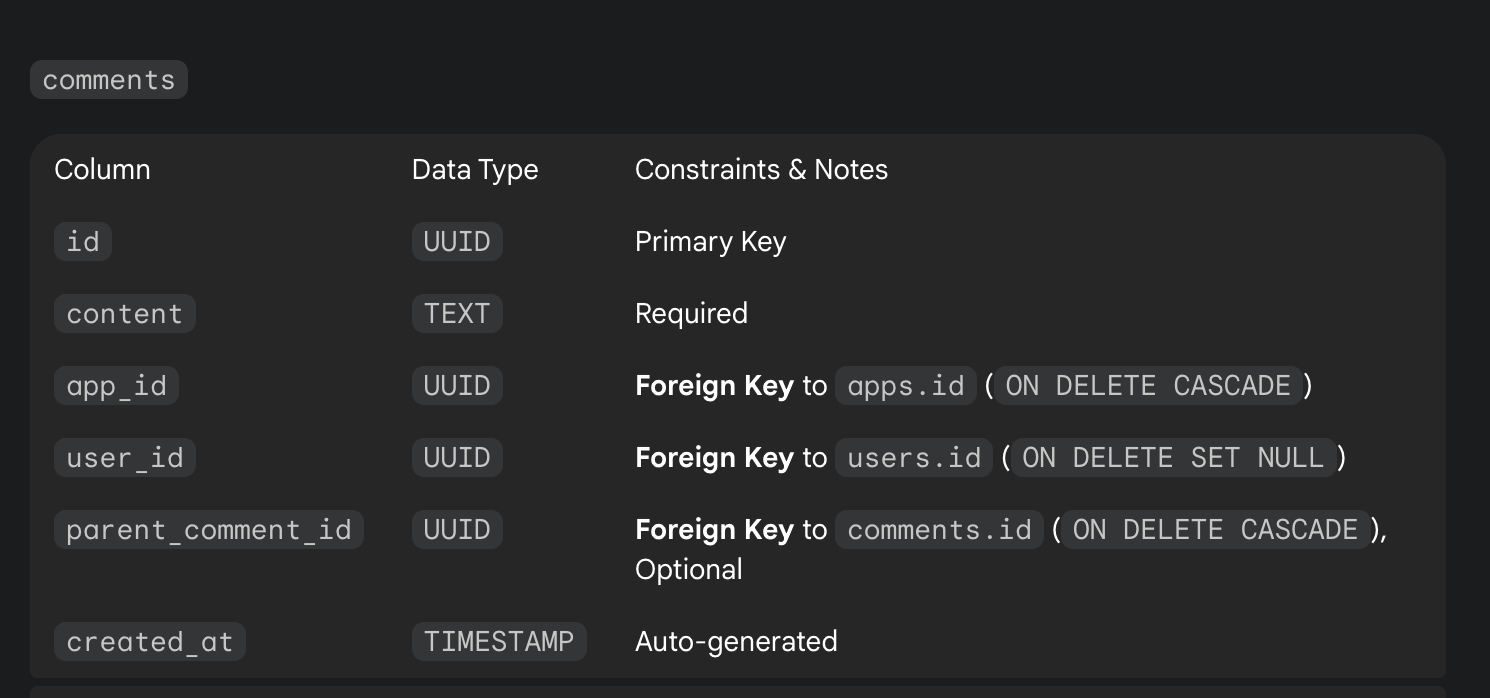 comments
Column Data Type Constraints & Notes
id UUID Primary Key
content TEXT Required
app_id UUID Foreign Key to apps.id (ON DELETE CASCADE)
user_id UUID Foreign Key to users.id (ON DELETE SET NULL)
parent_comment_id UUID Foreign Key to comments.id (ON DELETE CASCADE),
Optional
created_at TIMESTAMP Auto-generated